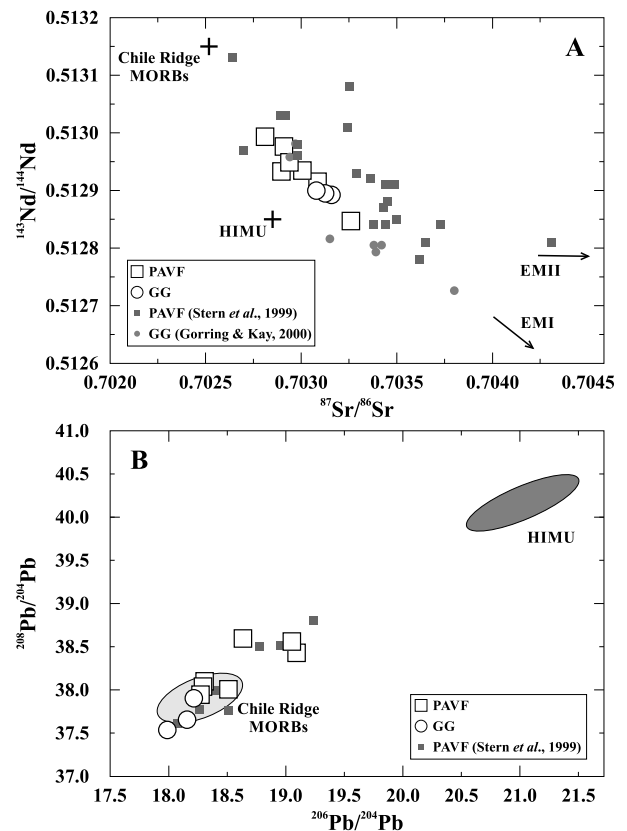 0.5132
0.5131
0.5130
0.5129
0.5128
0.5127
0.5126
¹⁴³Nd/¹⁴⁴Nd
A
Chile Ridge
MORBs
HIMU
EMII
EMI
PAVF
GG
PAVF (Stern et al., 1999)
GG (Gorring & Kay, 2000)
0.7020 0.7025 0.7030 0.7035 0.7040 0.7045
⁸⁷Sr/⁸⁶Sr
41.0
40.5
40.0
39.5
39.0
38.5
38.0
37.5
37.0
²⁰⁸Pb/²⁰⁴Pb
B
HIMU
Chile Ridge
MORBs
PAVF
GG
PAVF (Stern et al., 1999)
17.5 18.0 18.5 19.0 19.5 20.0 20.5 21.0 21.5
²⁰⁶Pb/²⁰⁴Pb